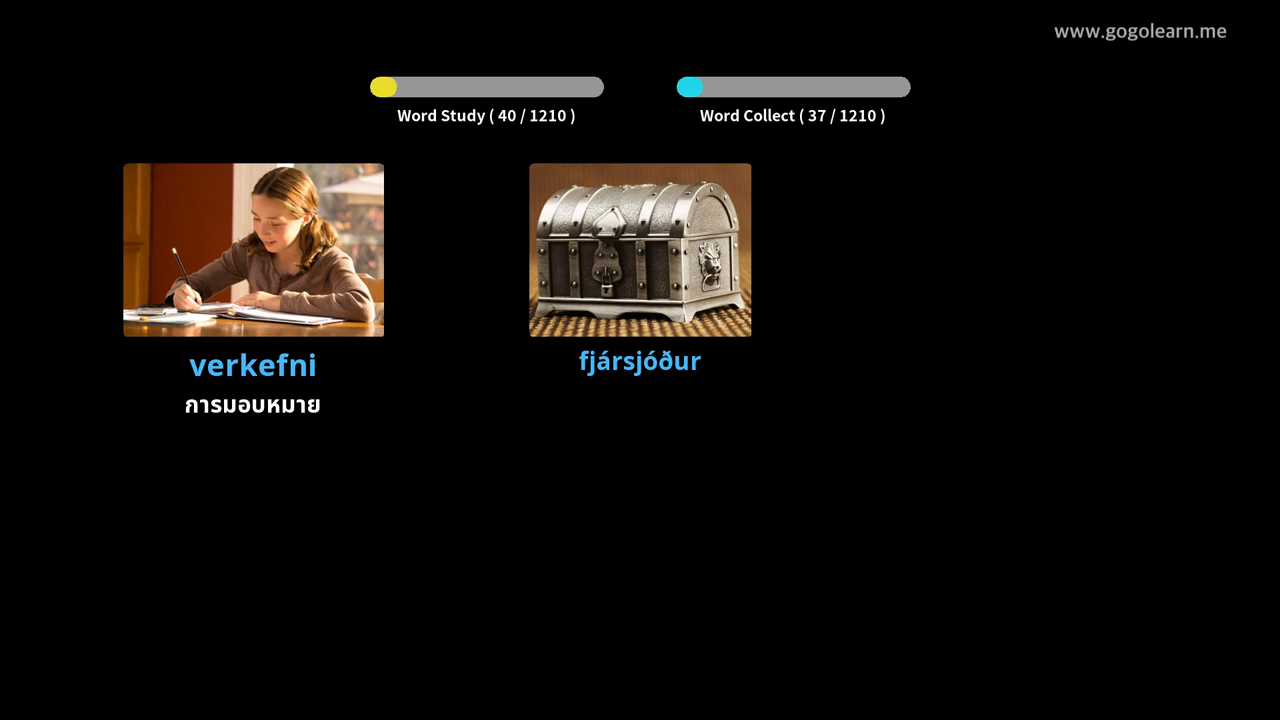 www.gogolearn.me
Word Study ( 40 / 1210 )
Word Collect ( 37 / 1210 )
verkefni
การมอบหมาย
fjársjóður